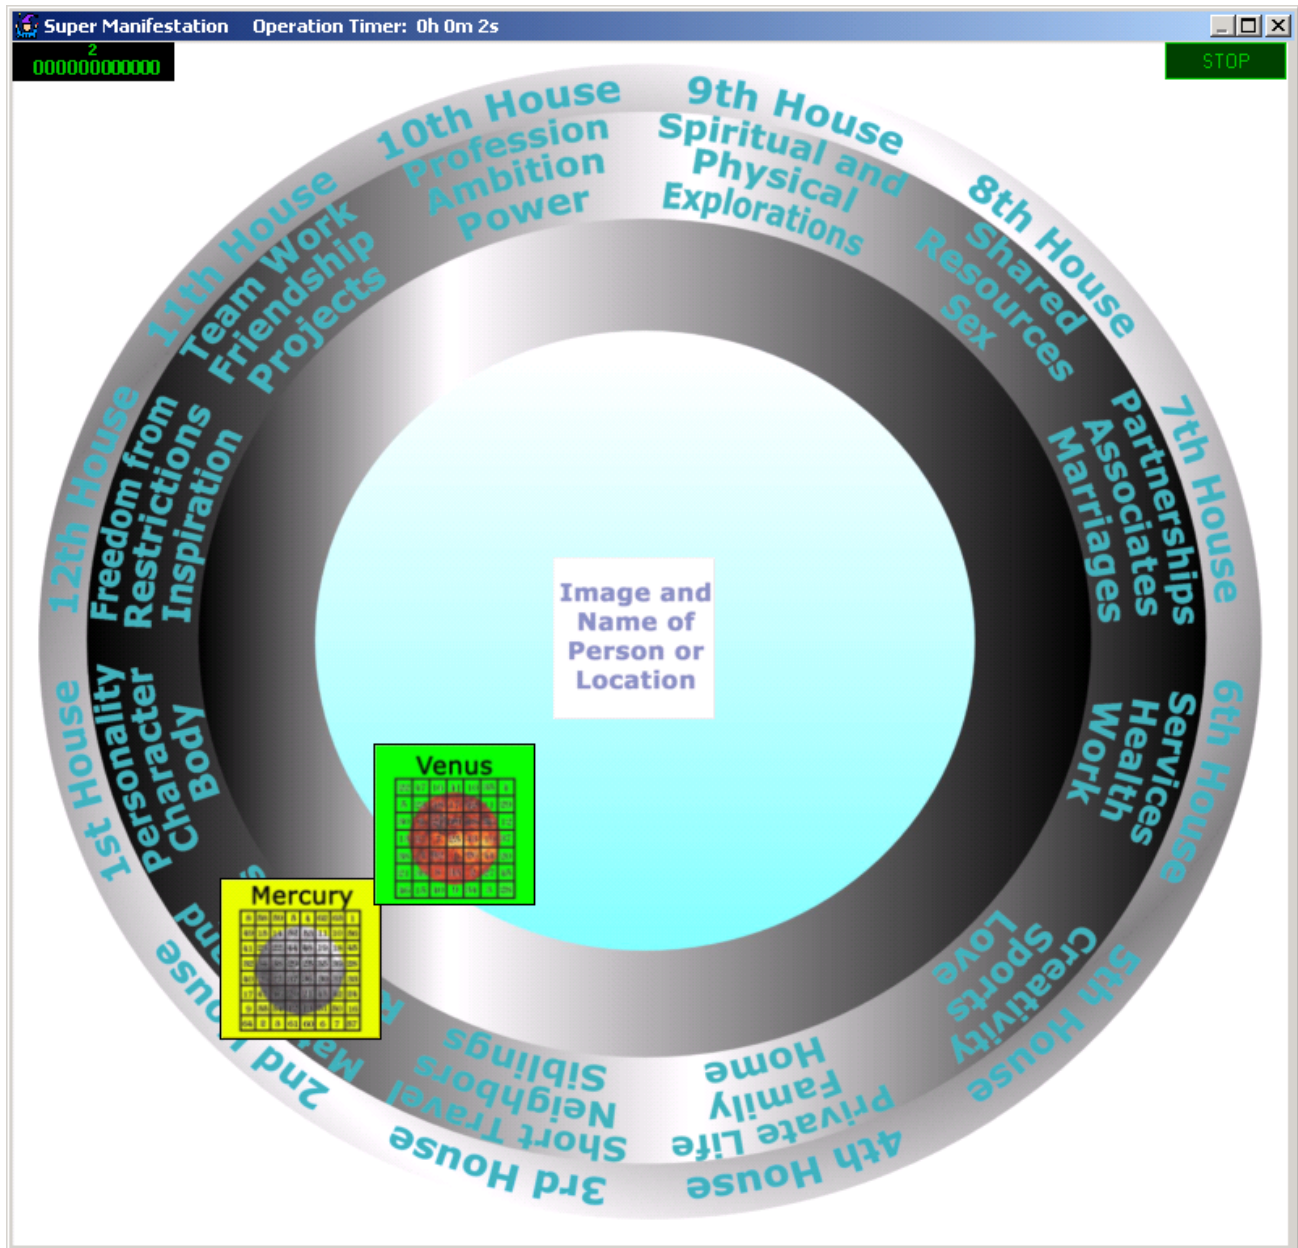 Super Manifestation Operation Timer: 0h 0m 2s
2
000000000000
STOP
10th House
Profession
Ambition
Power
9th House
Spiritual and
Physical
Explorations
8th House
Shared
Resources
Sex
7th House
Partnerships
Associates
Marriages
6th House
Services
Health
Work
5th House
Creativity
Sports
Love
4th House
Private Life
Family
Home
3rd House
Short Travel
Neighbors
Siblings
2nd House
1st House
Personality
Character
Body
12th House
Freedom from
Restrictions
Inspiration
11th House
Team Work
Friendship
Projects
Image and
Name of
Person or
Location
Venus
Mercury